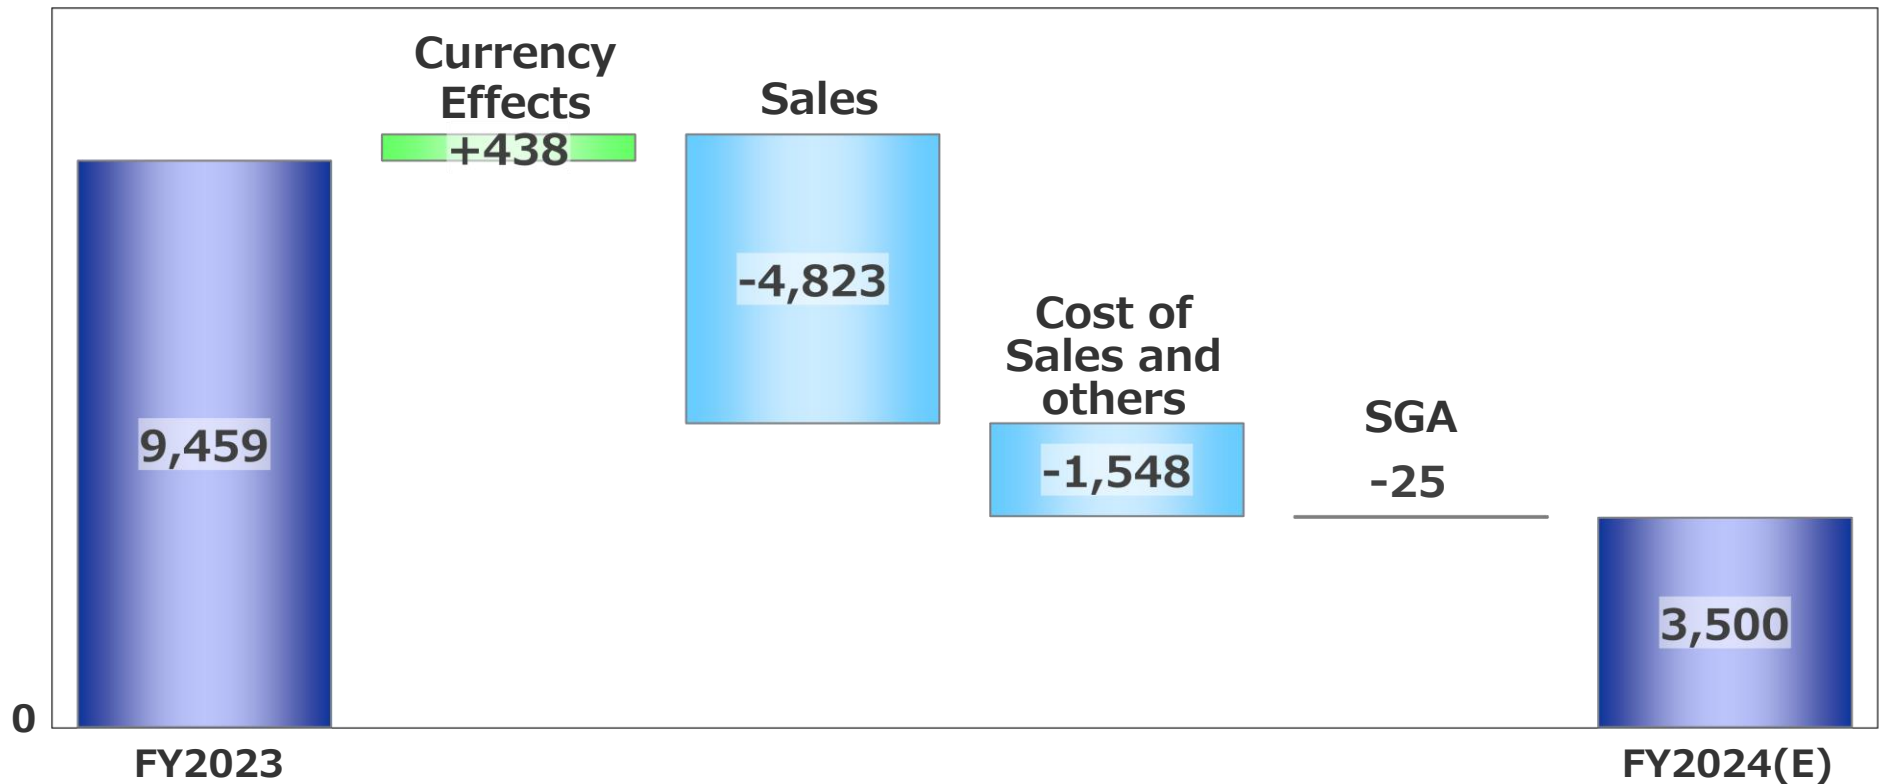 Currency
Effects
+438
Sales
-4,823
Cost of
Sales and
others
-1,548
SGA
-25
9,459
3,500
0
FY2023
FY2024(E)